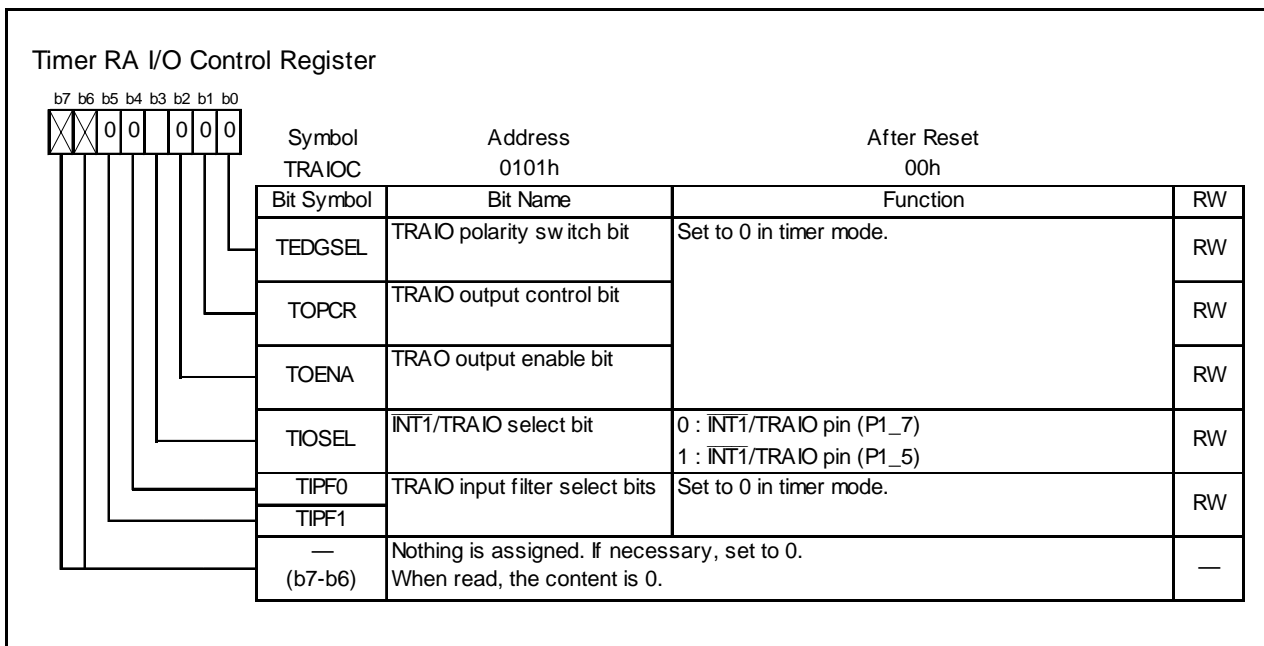 Timer RA I/O Control Register
b7 b6 b5 b4 b3 b2 b1 b0
0 0 0 0 0
Symbol Address After Reset
TRAIOC 0101h 00h
Bit Symbol Bit Name Function RW
TEDGSEL TRAIO polarity switch bit Set to 0 in timer mode. RW
TOPCR TRAIO output control bit RW
TOENA TRAO output enable bit RW
TIOSEL INT1/TRAIO select bit 0 : INT1/TRAIO pin (P1_7) RW
1 : INT1/TRAIO pin (P1_5)
TIPF0 TRAIO input filter select bits Set to 0 in timer mode. RW
TIPF1
— Nothing is assigned. If necessary, set to 0. —
(b7-b6) When read, the content is 0.